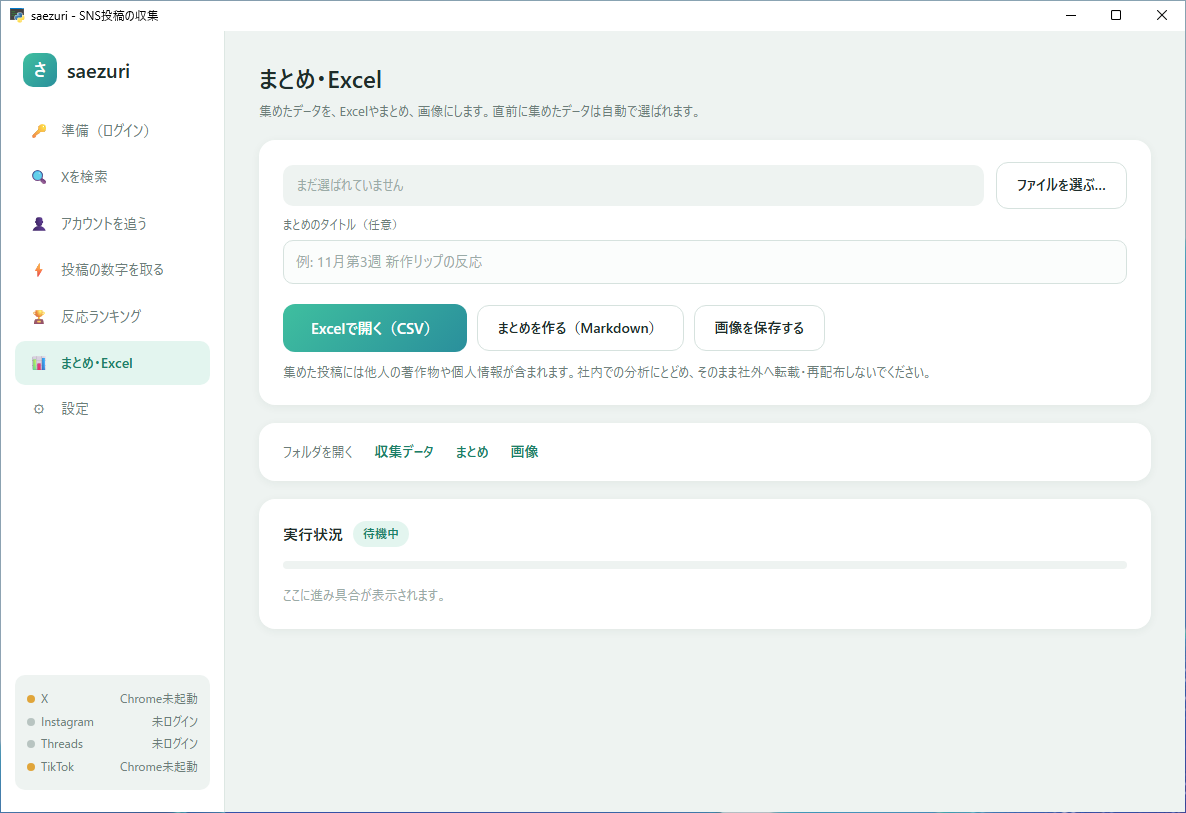 saezuri - SNS投稿の収集
さ saezuri
準備（ログイン）
Xを検索
アカウントを追う
投稿の数字を取る
反応ランキング
まとめ・Excel
設定
X Chrome未起動
Instagram 未ログイン
Threads 未ログイン
TikTok Chrome未起動
まとめ・Excel
集めたデータを、Excelやまとめ、画像にします。直前に集めたデータは自動で選ばれます。
まだ選ばれていません ファイルを選ぶ...
まとめのタイトル（任意）
例: 11月第3週 新作リップの反応
Excelで開く（CSV） まとめを作る（Markdown） 画像を保存する
集めた投稿には他人の著作物や個人情報が含まれます。社内での分析にとどめ、そのまま社外へ転載・再配布しないでください。
フォルダを開く 収集データ まとめ 画像
実行状況 待機中
ここに進み具合が表示されます。